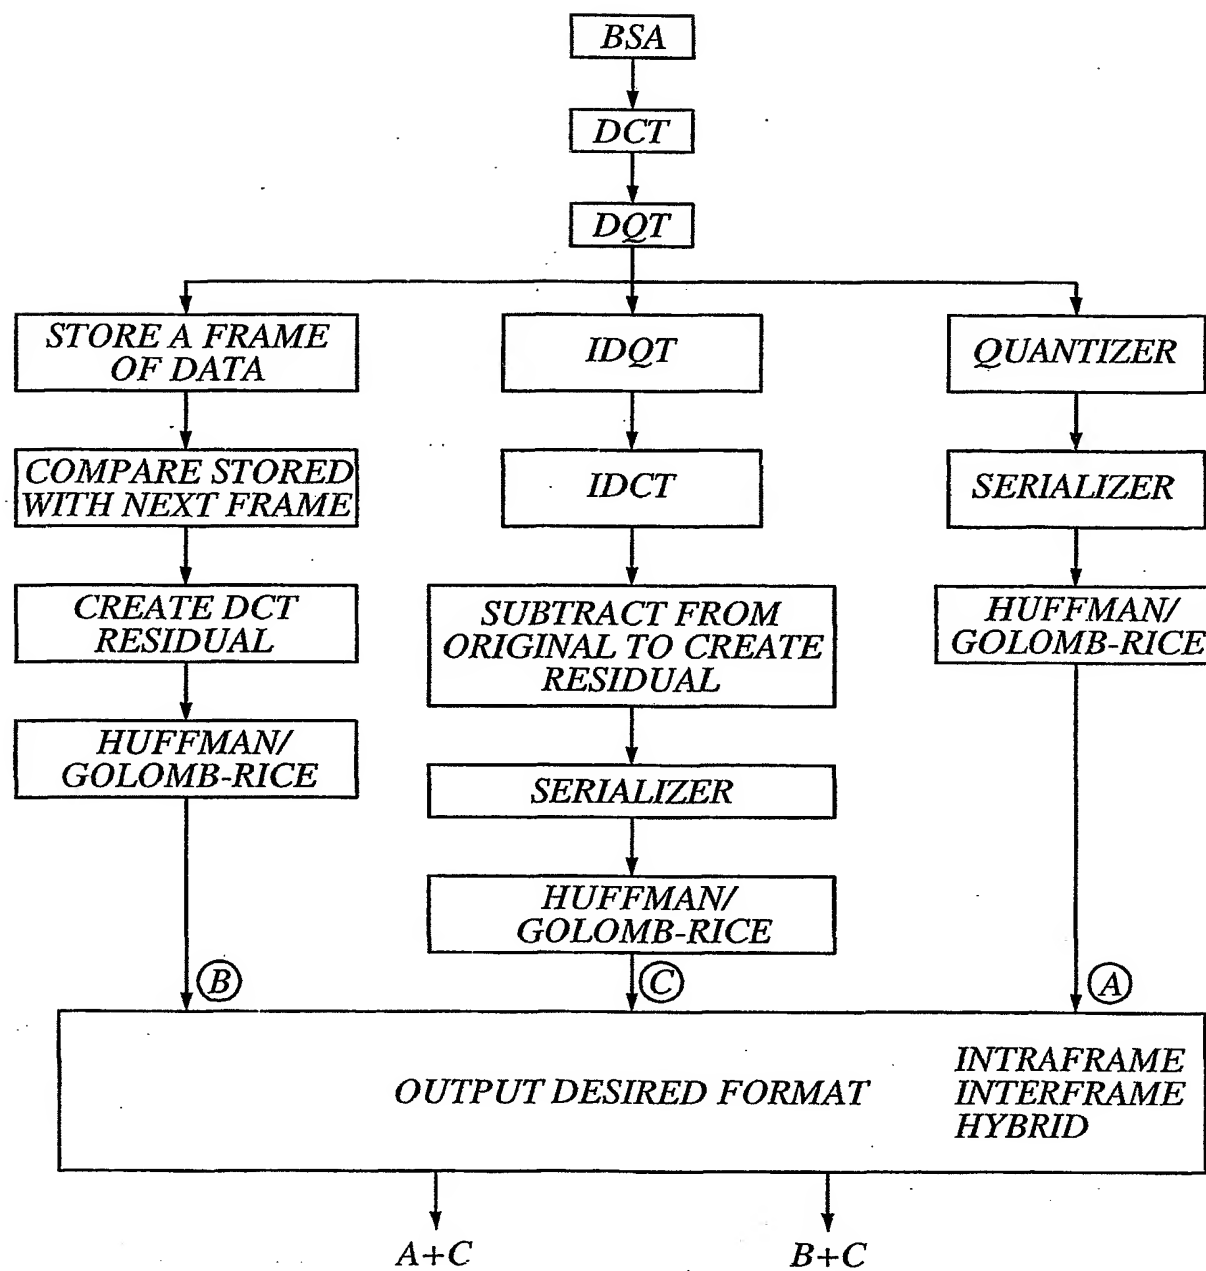 BSA
DCT
DQT
STORE A FRAME
OF DATA
IDQT
QUANTIZER
COMPARE STORED
WITH NEXT FRAME
IDCT
SERIALIZER
CREATE DCT
RESIDUAL
SUBTRACT FROM
ORIGINAL TO CREATE
RESIDUAL
HUFFMAN/
GOLOMB-RICE
HUFFMAN/
GOLOMB-RICE
SERIALIZER
HUFFMAN/
GOLOMB-RICE
B
C
A
OUTPUT DESIRED FORMAT
INTRAFRAME
INTERFRAME
HYBRID
A+C
B+C